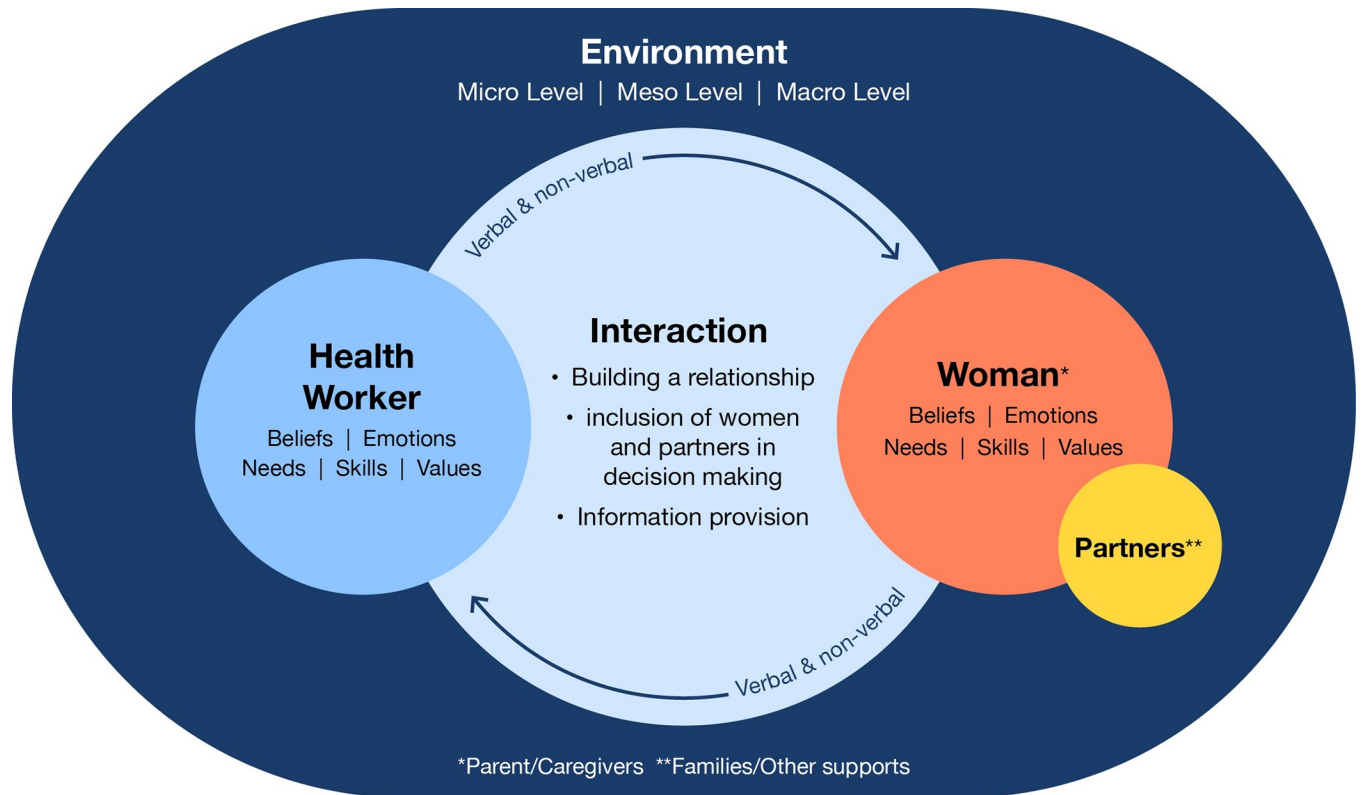 Environment
Micro Level | Meso Level | Macro Level
Verbal & non-verbal
Health
Worker
Beliefs | Emotions
Needs | Skills | Values
Interaction
• Building a relationship
• inclusion of women
and partners in
decision making
• Information provision
Woman*
Beliefs | Emotions
Needs | Skills | Values
Partners**
Verbal & non-verbal
*Parent/Caregivers **Families/Other supports